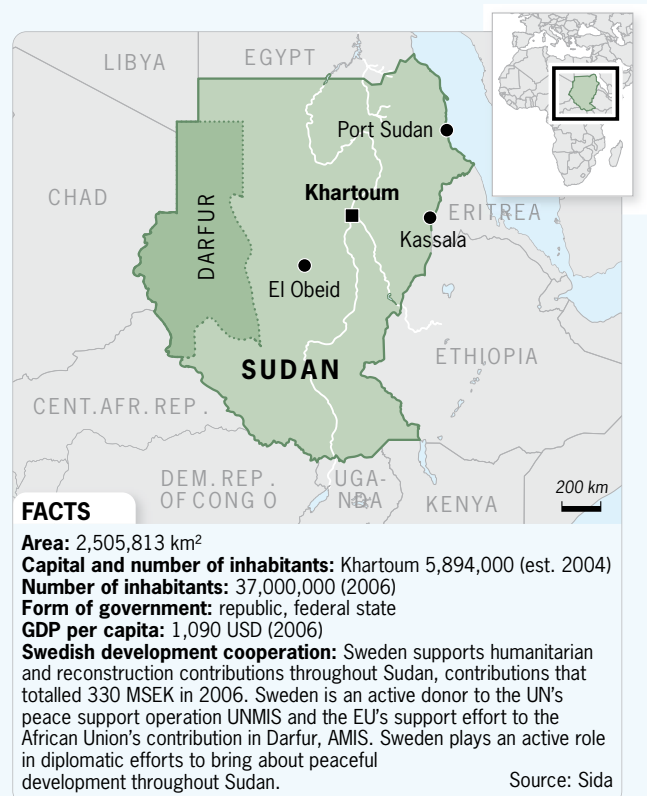 LIBYA
EGYPT
Port Sudan
CHAD
DARFUR
Khartoum
ERITREA
Kassala
El Obeid
SUDAN
ETHIOPIA
CENT.AFR.REP.
DEM.REP.
OF CONGO
UGA-
NDA
KENYA
200 km
FACTS
Area: 2,505,813 km²
Capital and number of inhabitants: Khartoum 5,894,000 (est. 2004)
Number of inhabitants: 37,000,000 (2006)
Form of government: republic, federal state
GDP per capita: 1,090 USD (2006)
Swedish development cooperation: Sweden supports humanitarian
and reconstruction contributions throughout Sudan, contributions that
totalled 330 MSEK in 2006. Sweden is an active donor to the UN's
peace support operation UNMIS and the EU's support effort to the
African Union's contribution in Darfur, AMIS. Sweden plays an active role
in diplomatic efforts to bring about peaceful
development throughout Sudan.
Source: Sida